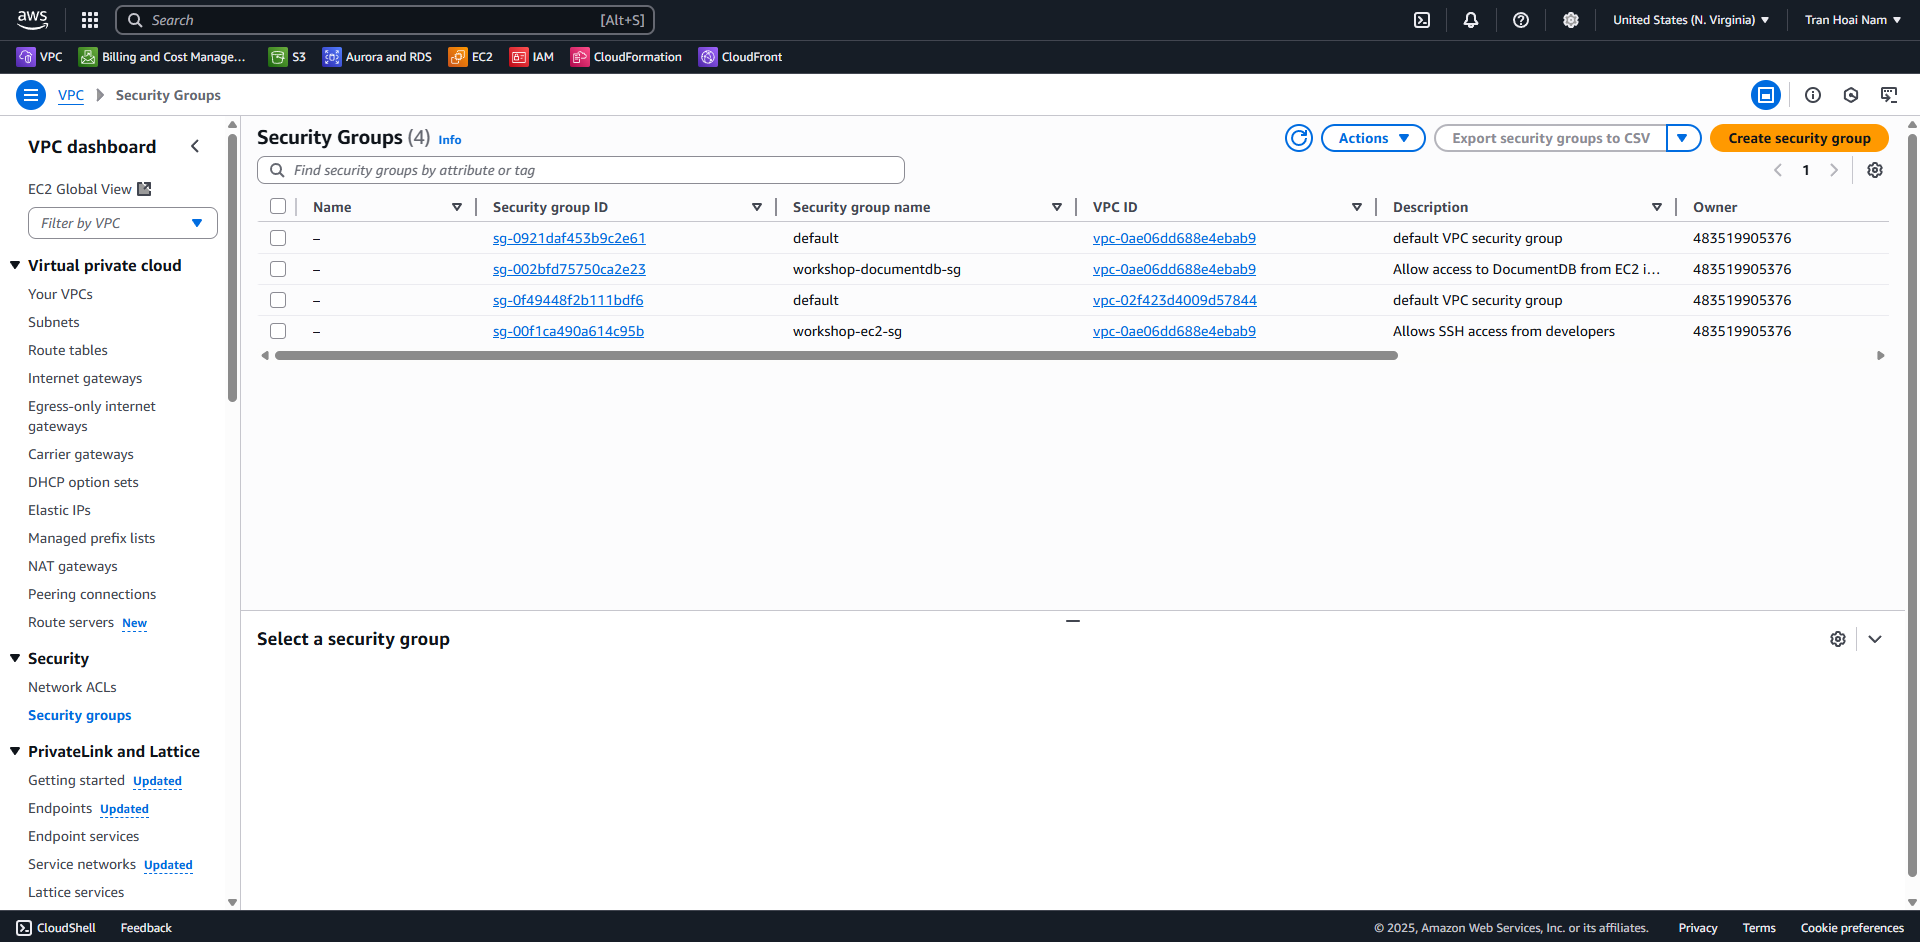 aws
Search [Alt+S]
United States (N. Virginia)
Tran Hoai Nam
VPC
Billing and Cost Manage...
S3
Aurora and RDS
EC2
IAM
CloudFormation
CloudFront
VPC
Security Groups
VPC dashboard
EC2 Global View
Filter by VPC
Virtual private cloud
Your VPCs
Subnets
Route tables
Internet gateways
Egress-only internet
gateways
Carrier gateways
DHCP option sets
Elastic IPs
Managed prefix lists
NAT gateways
Peering connections
Route servers New
Security
Network ACLs
Security groups
PrivateLink and Lattice
Getting started Updated
Endpoints Updated
Endpoint services
Service networks Updated
Lattice services
Security Groups (4) Info
Actions
Export security groups to CSV
Create security group
Find security groups by attribute or tag
1
Name Security group ID Security group name VPC ID Description Owner
– sg-0921daf453b9c2e61 default vpc-0ae06dd688e4ebab9 default VPC security group 483519905376
– sg-002bfd75750ca2e23 workshop-documentdb-sg vpc-0ae06dd688e4ebab9 Allow access to DocumentDB from EC2 i... 483519905376
– sg-0f49448f2b111bdf6 default vpc-02f423d4009d57844 default VPC security group 483519905376
– sg-00f1ca490a614c95b workshop-ec2-sg vpc-0ae06dd688e4ebab9 Allows SSH access from developers 483519905376
Select a security group
CloudShell
Feedback
© 2025, Amazon Web Services, Inc. or its affiliates.
Privacy
Terms
Cookie preferences